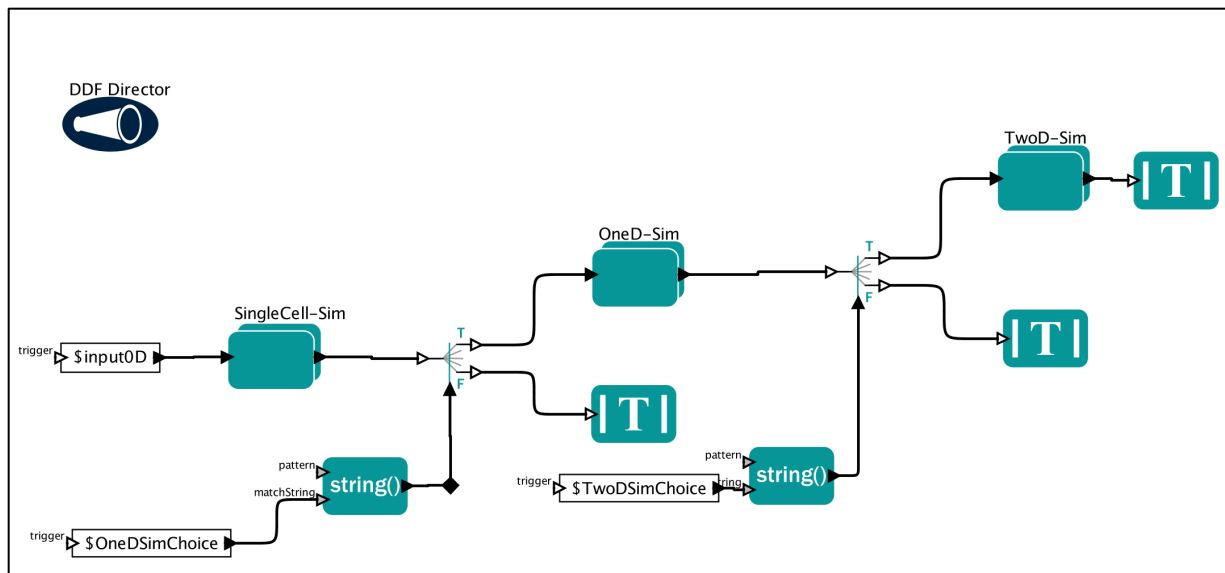 DDF Director
TwoD-Sim
| T |
T
OneD-Sim
F
SingleCell-Sim
T
| T |
trigger
$input0D
F
| T |
pattern
string()
matchString
pattern
string()
trigger
$TwoDSimChoice
tring
trigger
$OneDSimChoice